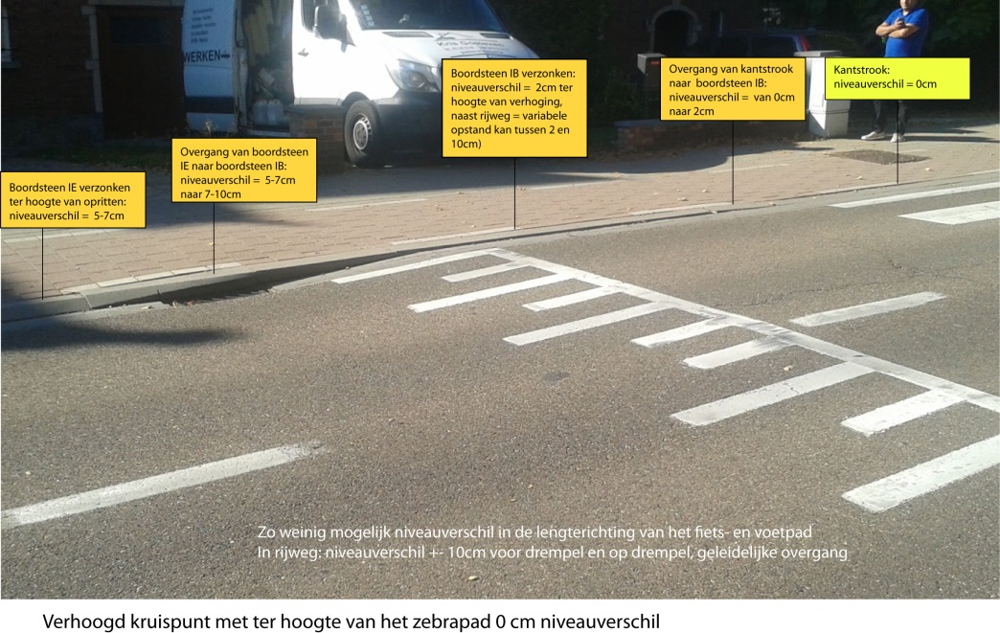 WERKEN
Boordsteen IE verzonken
ter hoogte van opritten:
niveauverschil = 5-7cm
Overgang van boordsteen
IE naar boordsteen IB:
niveauverschil = 5-7cm
naar 7-10cm
Boordsteen IB verzonken:
niveauverschil = 2cm ter
hoogte van verhoging,
naast rijweg = variabele
opstand kan tussen 2 en
10cm)
Overgang van kantstrook
naar boordsteen IB:
niveauverschil = van 0cm
naar 2cm
Kantstrook:
niveauverschil = 0cm
Zo weinig mogelijk niveauverschil in de lengterichting van het fiets- en voetpad
In rijweg: niveauverschil +- 10cm voor drempel en op drempel, geleidelijke overgang
Verhoogd kruispunt met ter hoogte van het zebrapad 0 cm niveauverschil